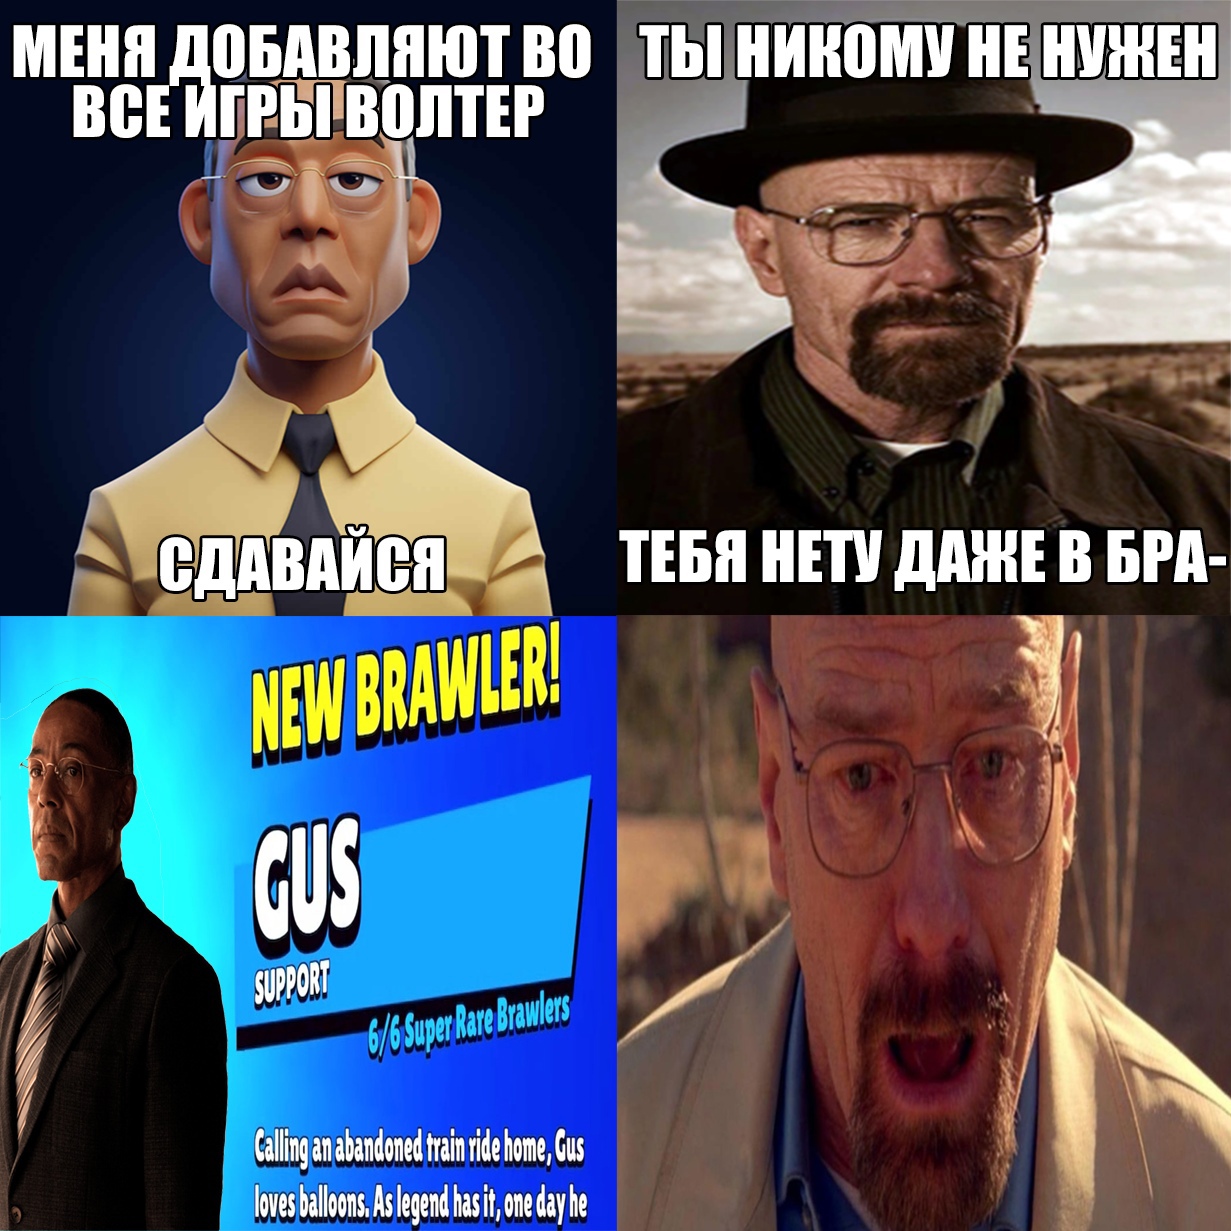 МЕНЯ ДОБАВЛЯЮТ ВО
ВСЕ ИГРЫ ВОЛТЕР
СДАВАЙСЯ
ТЫ НИКОМУ НЕ НУЖЕН
ТЕБЯ НЕТУ ДАЖЕ В БРА-
NEW BRAWLER!
GUS
SUPPORT
6/6 Super Rare Brawlers
Calling an abandoned train ride home, Gus
loves balloons. As legend has it, one day he